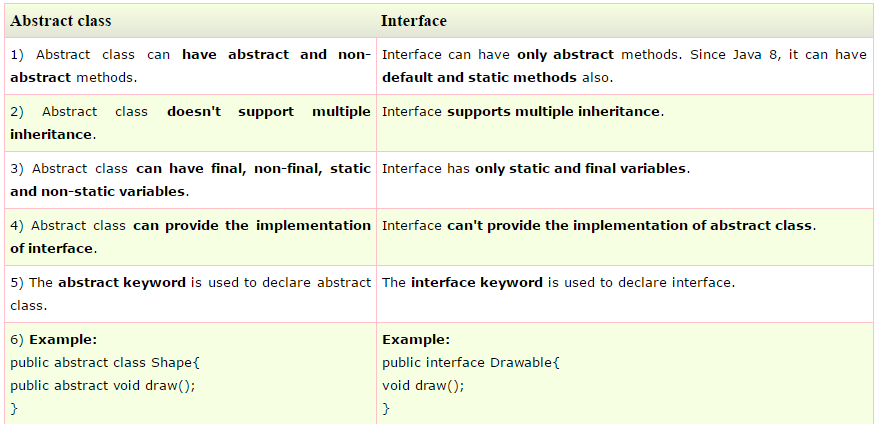 Abstract class
Interface
1) Abstract class can have abstract and non-
abstract methods.
Interface can have only abstract methods. Since Java 8, it can have
default and static methods also.
2) Abstract class doesn't support multiple
inheritance.
Interface supports multiple inheritance.
3) Abstract class can have final, non-final, static
and non-static variables.
Interface has only static and final variables.
4) Abstract class can provide the implementation
of interface.
Interface can't provide the implementation of abstract class.
5) The abstract keyword is used to declare abstract
class.
The interface keyword is used to declare interface.
6) Example:
public abstract class Shape{
public abstract void draw();
}
Example:
public interface Drawable{
void draw();
}